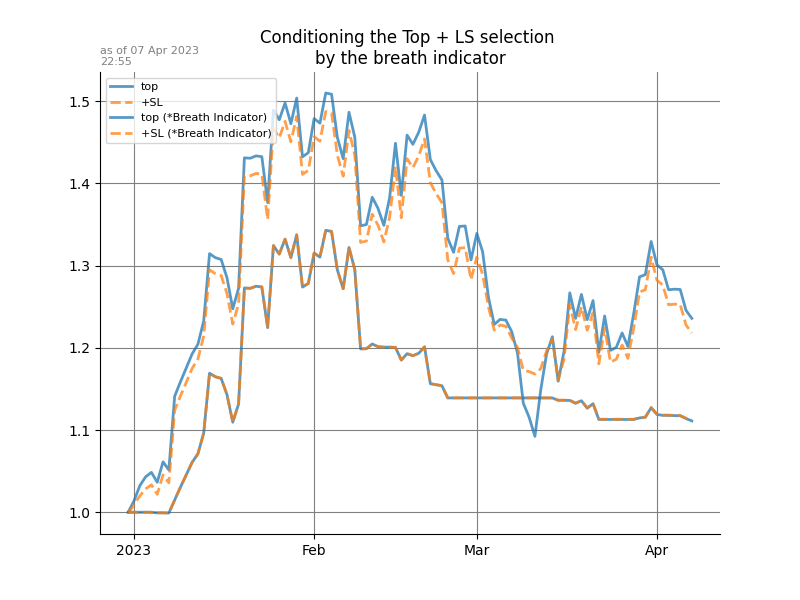 Conditioning the Top + LS selection
by the breath indicator
as of 07 Apr 2023
22:55
top
+SL
top (*Breath Indicator)
+SL (*Breath Indicator)
1.5
1.4
1.3
1.2
1.1
1.0
2023
Feb
Mar
Apr